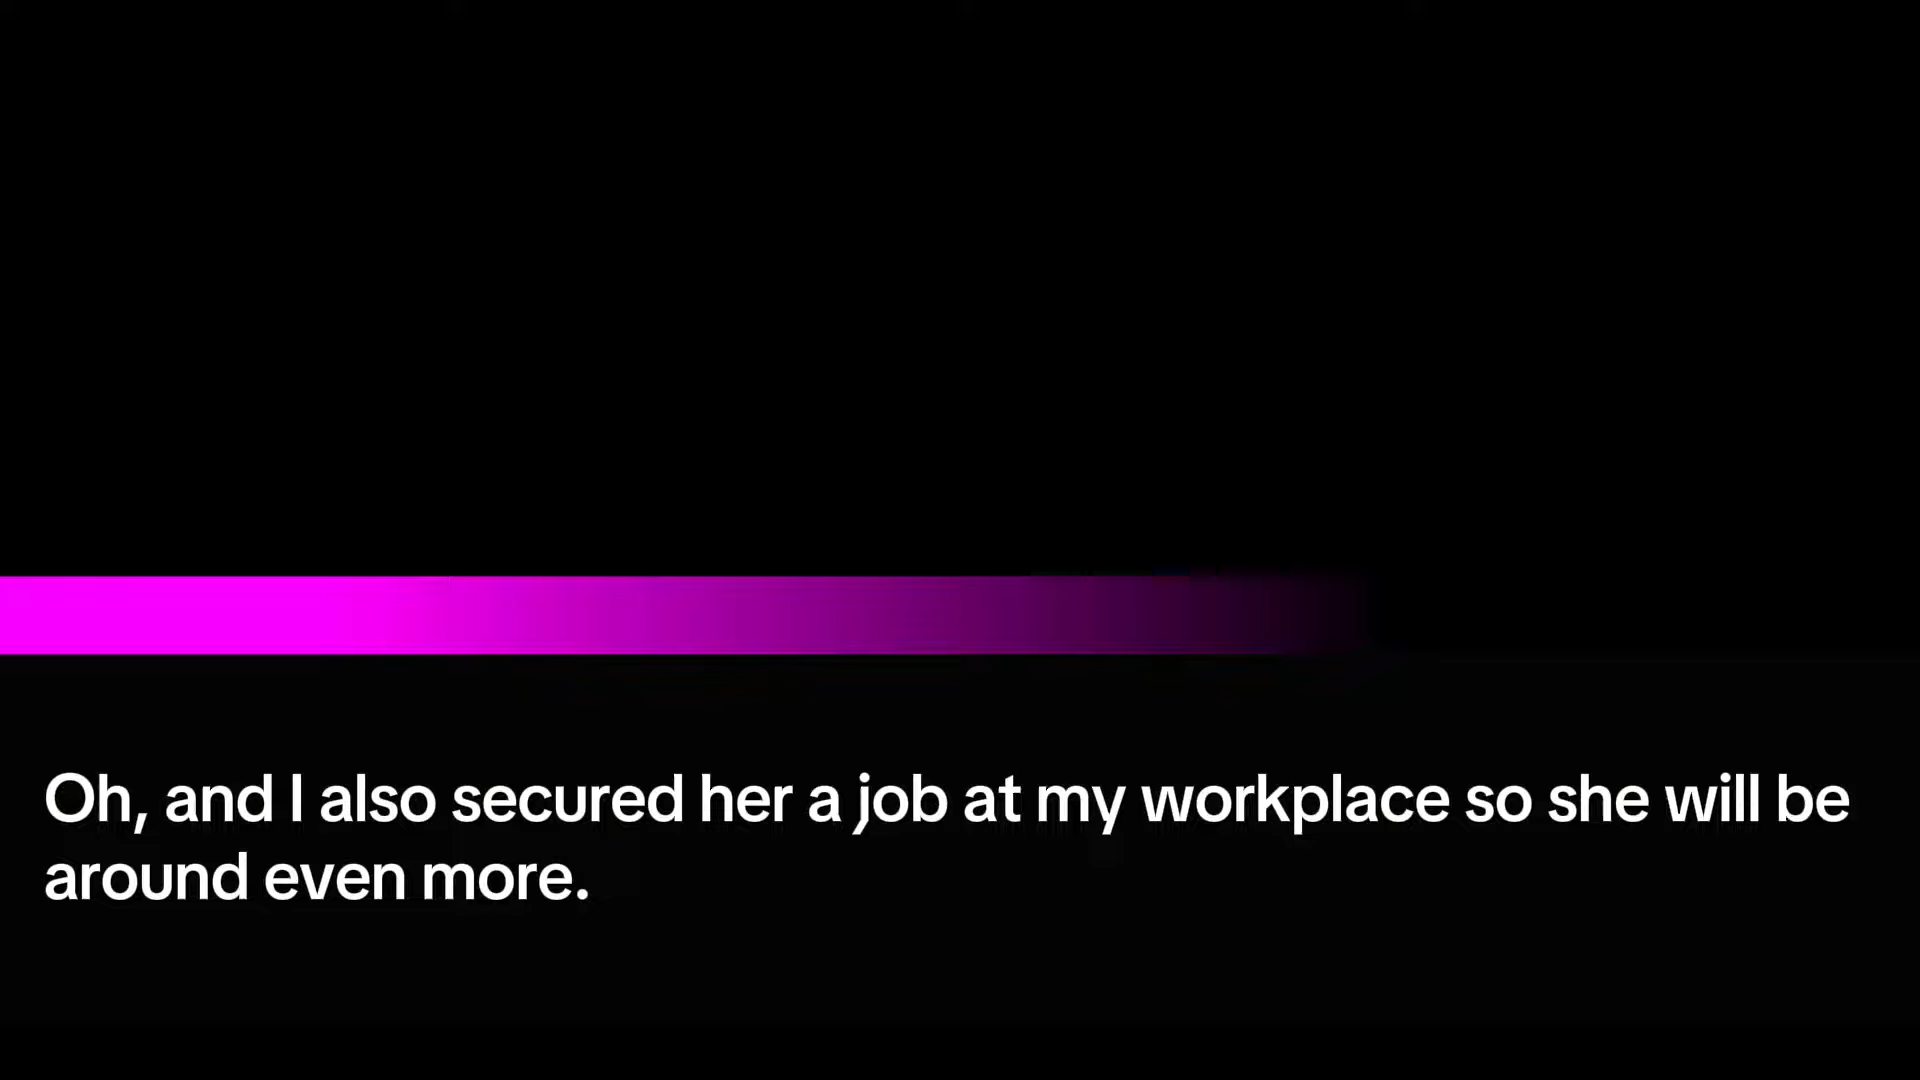 Oh, and I also secured her a job at my workplace so she will be
around even more.